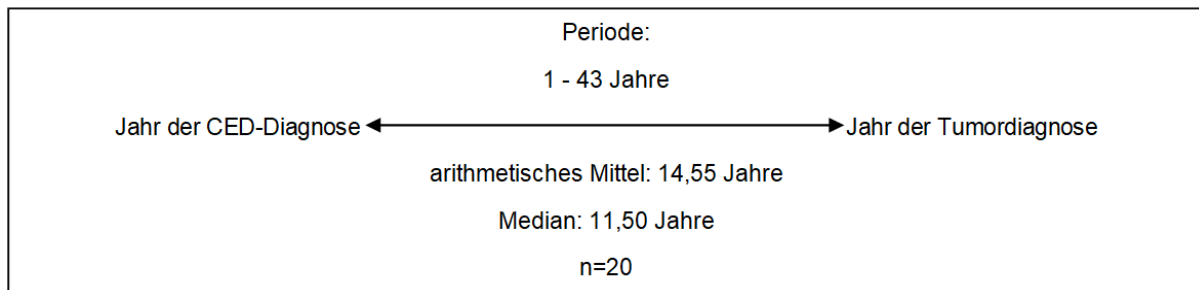 Periode:
1 - 43 Jahre
Jahr der CED-Diagnose Jahr der Tumordiagnose
arithmetisches Mittel: 14,55 Jahre
Median: 11,50 Jahre
n=20